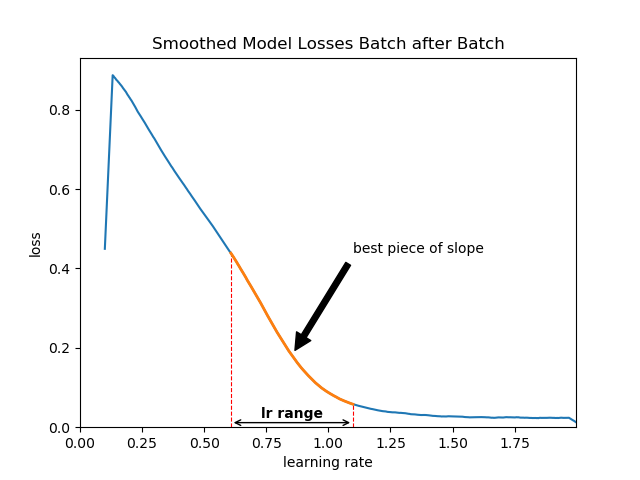 Smoothed Model Losses Batch after Batch
0.8
0.6
0.4
0.2
0.0
loss
best piece of slope
lr range
0.00 0.25 0.50 0.75 1.00 1.25 1.50 1.75
learning rate